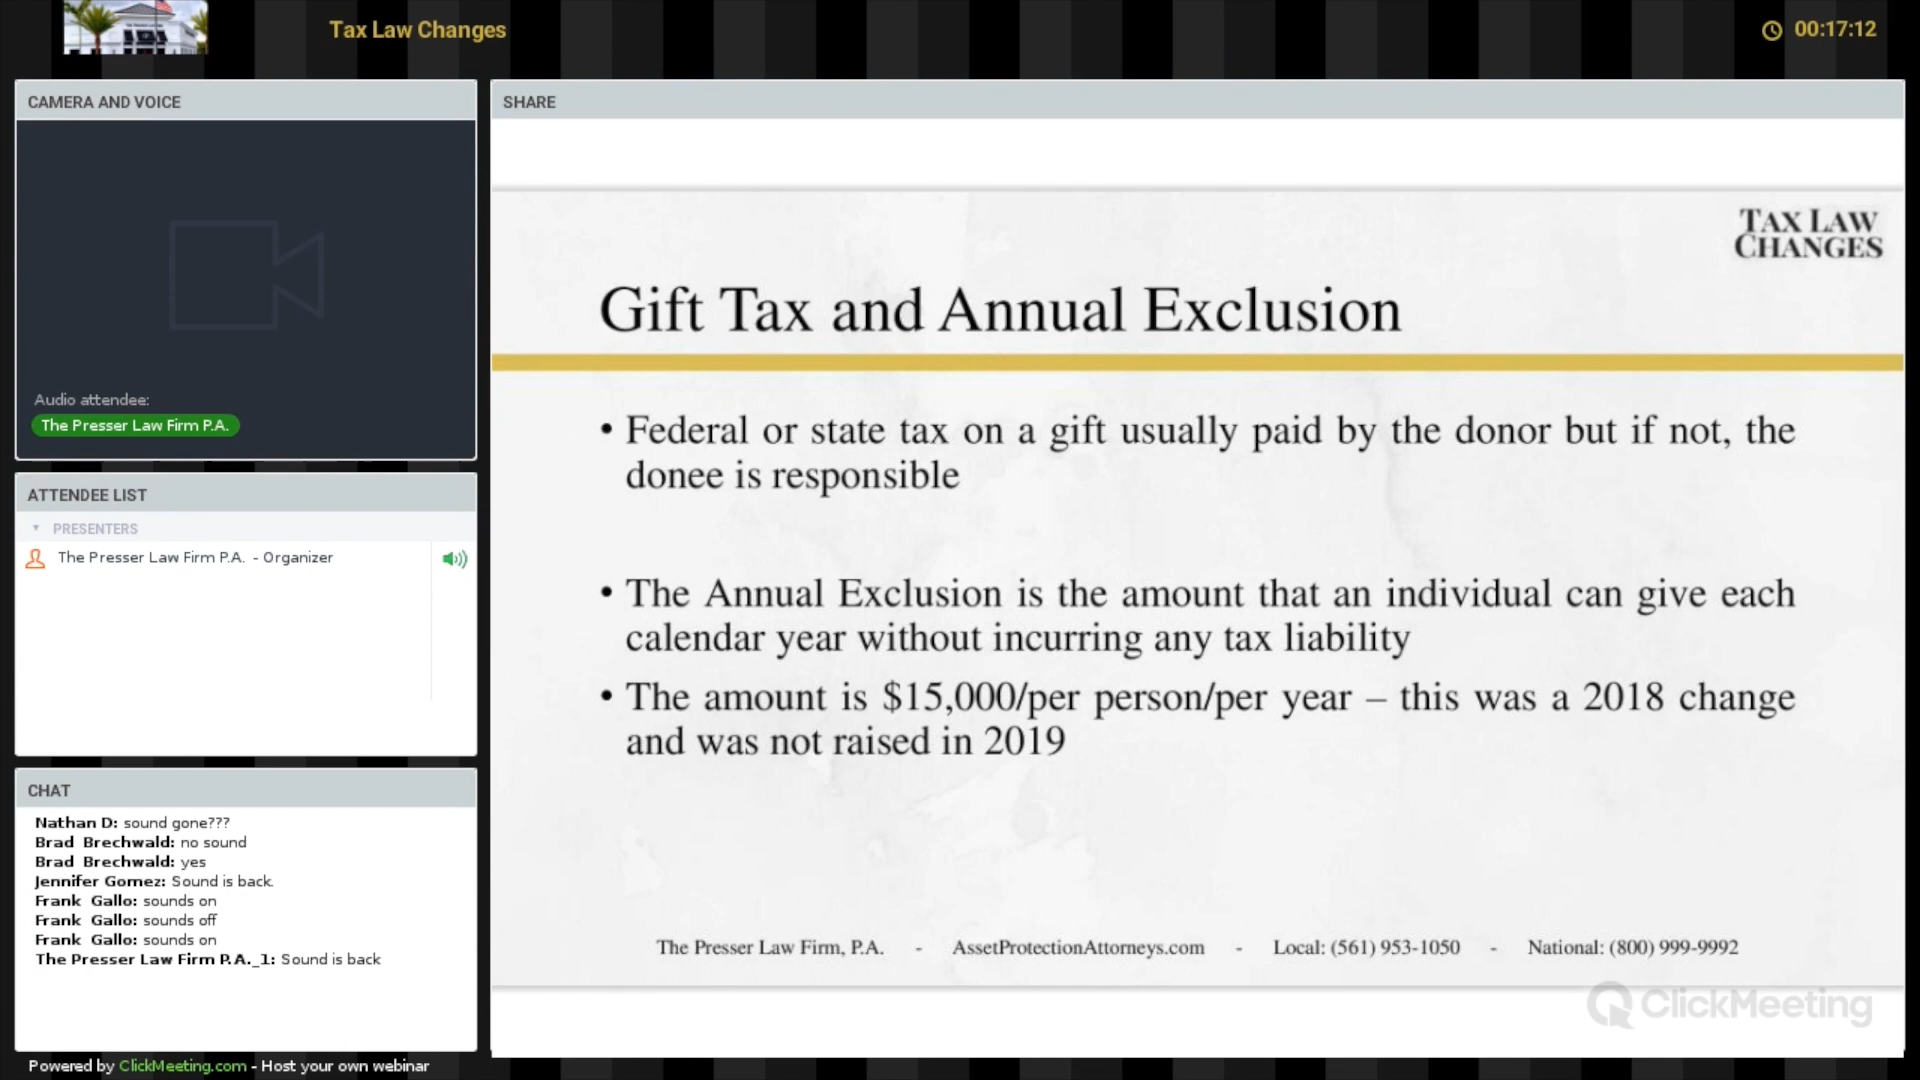 Tax Law Changes
00:17:12
CAMERA AND VOICE
Audio attendee:
The Presser Law Firm P.A.
ATTENDEE LIST
PRESENTERS
The Presser Law Firm P.A. - Organizer
CHAT
Nathan D: sound gone???
Brad Brechwald: no sound
Brad Brechwald: yes
Jennifer Gomez: Sound is back.
Frank Gallo: sounds on
Frank Gallo: sounds off
Frank Gallo: sounds on
The Presser Law Firm P.A._1: Sound is back
Powered by ClickMeeting.com - Host your own webinar
SHARE
TAX LAW
CHANGES
Gift Tax and Annual Exclusion
• Federal or state tax on a gift usually paid by the donor but if not, the
donee is responsible
• The Annual Exclusion is the amount that an individual can give each
calendar year without incurring any tax liability
• The amount is $15,000/per person/per year – this was a 2018 change
and was not raised in 2019
The Presser Law Firm, P.A. - AssetProtectionAttorneys.com - Local: (561) 953-1050 - National: (800) 999-9992
ClickMeeting